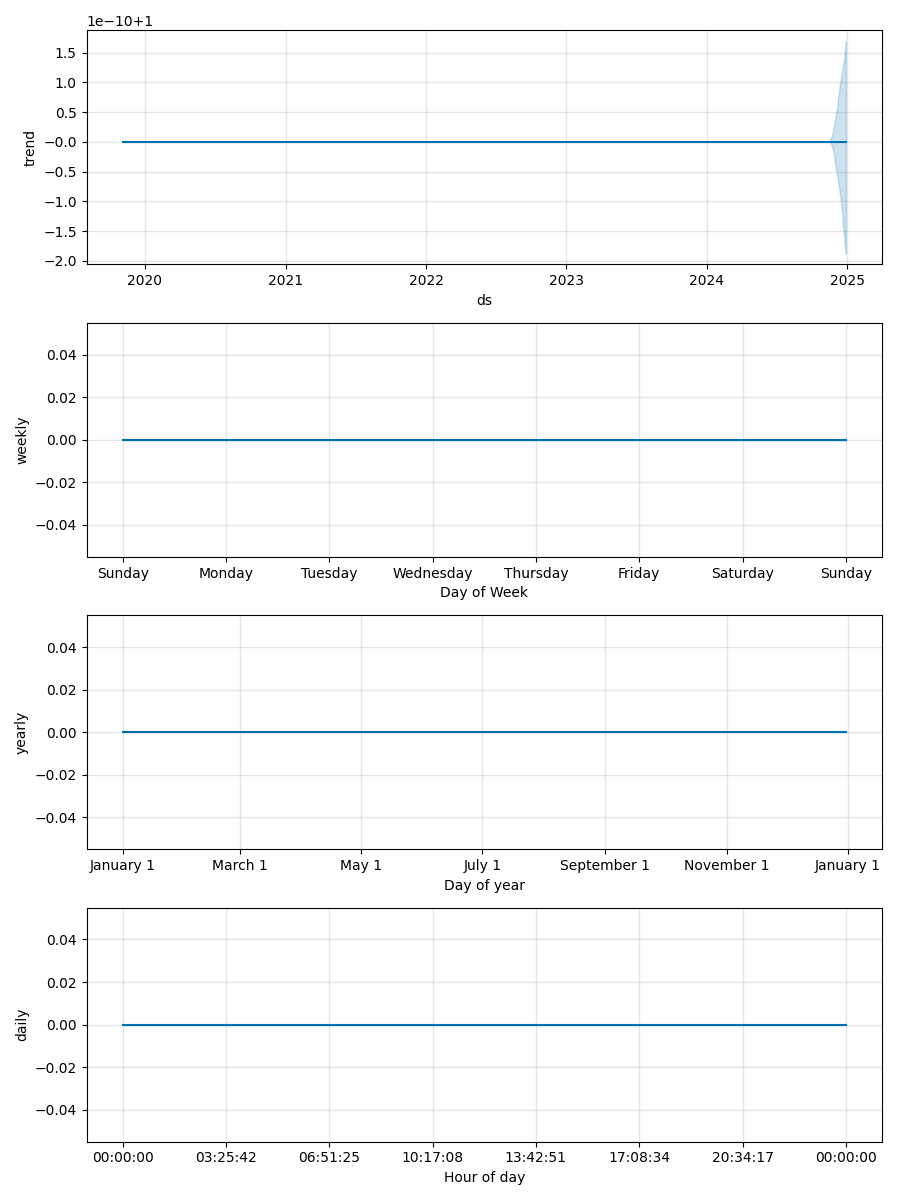 1e−10+1
1.5
1.0
0.5
−0.0
−0.5
−1.0
−1.5
−2.0
trend
2020 2021 2022 2023 2024 2025
ds
0.04
0.02
0.00
−0.02
−0.04
weekly
Sunday Monday Tuesday Wednesday Thursday Friday Saturday Sunday
Day of Week
0.04
0.02
0.00
−0.02
−0.04
yearly
January 1 March 1 May 1 July 1 September 1 November 1 January 1
Day of year
0.04
0.02
0.00
−0.02
−0.04
daily
00:00:00 03:25:42 06:51:25 10:17:08 13:42:51 17:08:34 20:34:17 00:00:00
Hour of day